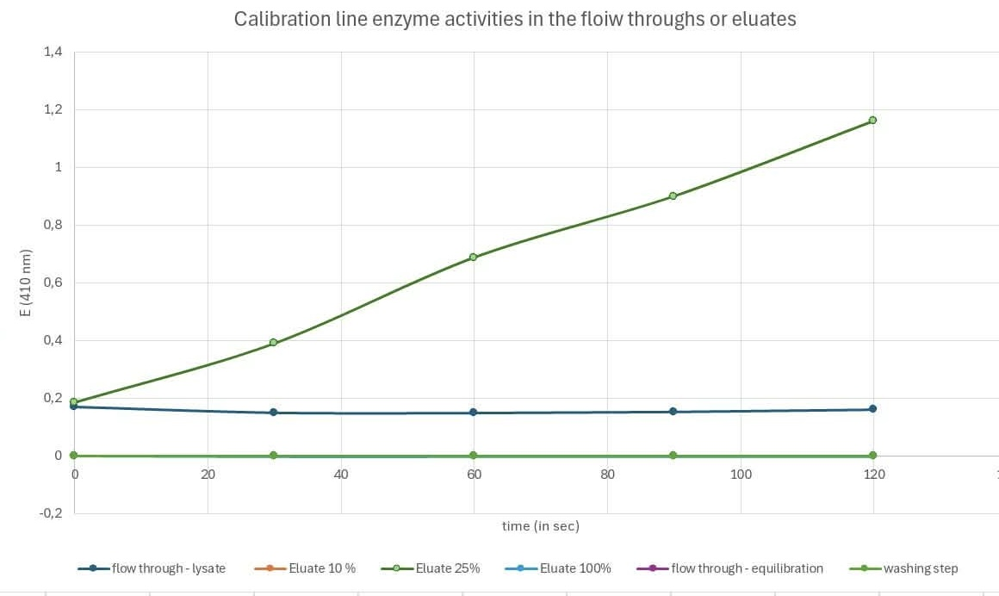 Calibration line enzyme activities in the floiw throughs or eluates
1,4
1,2
1
0,8
0,6
0,4
0,2
0
-0,2
E (410 nm)
0 20 40 60 80 100 120
time (in sec)
flow through - lysate Eluate 10 % Eluate 25% Eluate 100% flow through - equilibration washing step